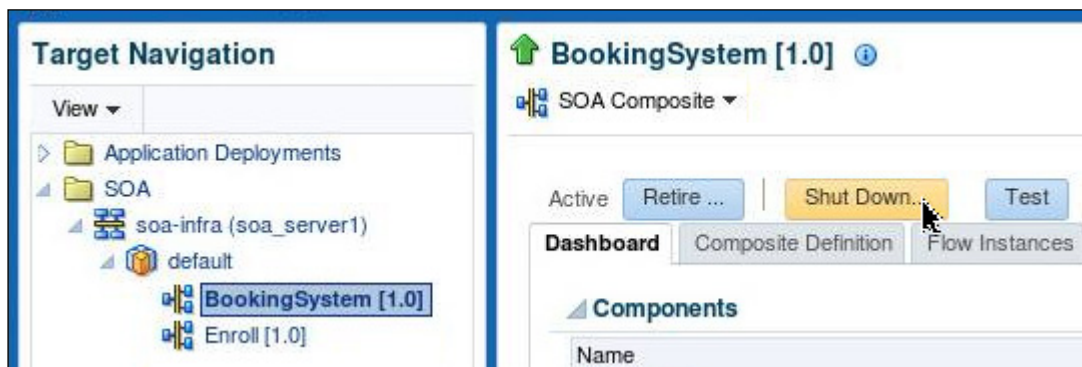 Target Navigation
View
Application Deployments
SOA
soa-infra (soa_server1)
default
BookingSystem [1.0]
Enroll [1.0]
BookingSystem [1.0]
SOA Composite
Active Retire ... Shut Down... Test
Dashboard Composite Definition Flow Instances
Components
Name